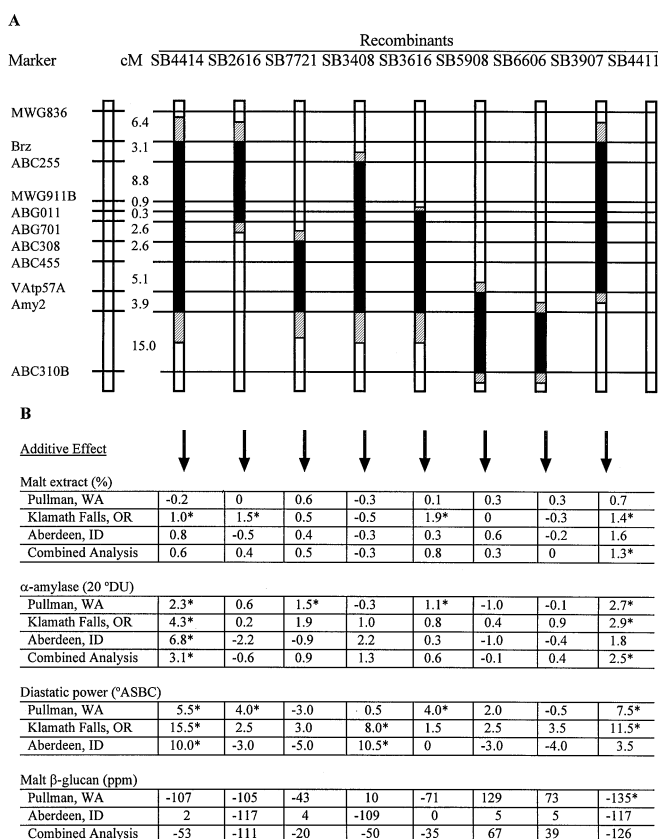 A
Recombinants
Marker cM SB4414 SB2616 SB7721 SB3408 SB3616 SB5908 SB6606 SB3907 SB4411
MWG836
6.4
Brz
3.1
ABC255
8.8
MWG911B
0.9
ABG011
0.3
ABG701
2.6
ABC308
2.6
ABC455
5.1
VAtp57A
Amy2
3.9
15.0
ABC310B
B
Additive Effect
Malt extract (%)
Pullman, WA -0.2 0 0.6 -0.3 0.1 0.3 0.3 0.7
Klamath Falls, OR 1.0* 1.5* 0.5 -0.5 1.9* 0 -0.3 1.4*
Aberdeen, ID 0.8 -0.5 0.4 -0.3 0.3 0.6 -0.2 1.6
Combined Analysis 0.6 0.4 0.5 -0.3 0.8 0.3 0 1.3*
α-amylase (20 ºDU)
Pullman, WA 2.3* 0.6 1.5* -0.3 1.1* -1.0 -0.1 2.7*
Klamath Falls, OR 4.3* 0.2 1.9 1.0 0.8 0.4 0.9 2.9*
Aberdeen, ID 6.8* -2.2 -0.9 2.2 0.3 -1.0 -0.4 1.8
Combined Analysis 3.1* -0.6 0.9 1.3 0.6 -0.1 0.4 2.5*
Diastatic power (ºASBC)
Pullman, WA 5.5* 4.0* -3.0 0.5 4.0* 2.0 -0.5 7.5*
Klamath Falls, OR 15.5* 2.5 3.0 8.0* 1.5 2.5 3.5 11.5*
Aberdeen, ID 10.0* -3.0 -5.0 10.5* 0 -3.0 -4.0 3.5
Malt β-glucan (ppm)
Pullman, WA -107 -105 -43 10 -71 129 73 -135*
Aberdeen, ID 2 -117 4 -109 0 5 5 -117
Combined Analysis -53 -111 -20 -50 -35 67 39 -126